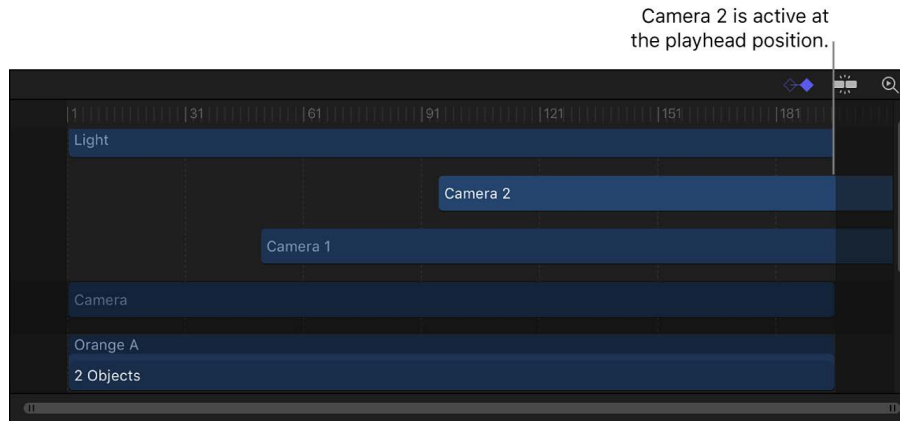 Camera 2 is active at
the playhead position.
1 31 61 91 121 151 181
Light
Camera 2
Camera 1
Camera
Orange A
2 Objects